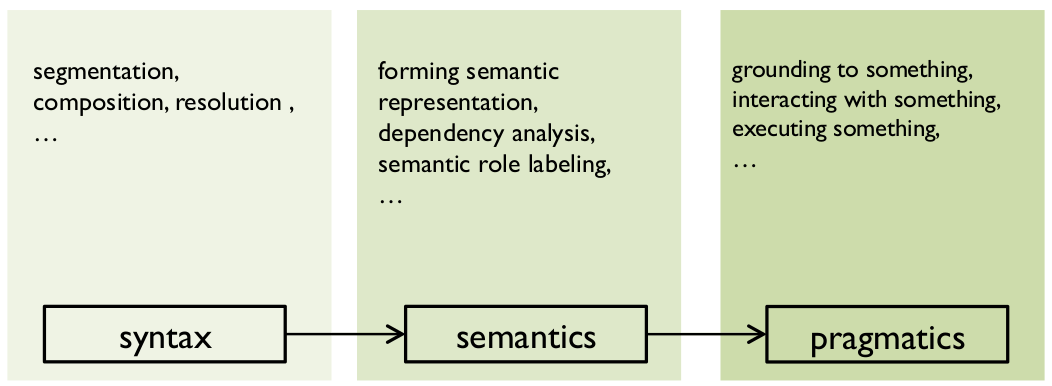 segmentation,
composition, resolution ,
…
syntax
forming semantic
representation,
dependency analysis,
semantic role labeling,
…
semantics
grounding to something,
interacting with something,
executing something,
…
pragmatics